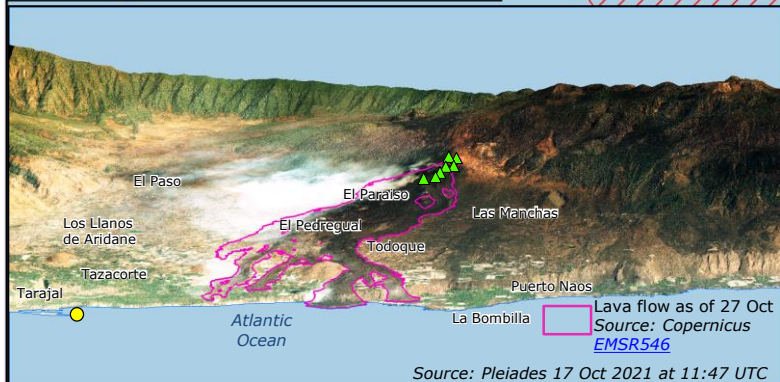 El Paso
El Paraiso
Las Manchas
Los Llanos
de Aridane
El Pedregual
Todoque
Tazacorte
Tarajal
Puerto Naos
La Bombilla
Atlantic
Ocean
Lava flow as of 27 Oct
Source: Copernicus
EMSR546
Source: Pleiades 17 Oct 2021 at 11:47 UTC